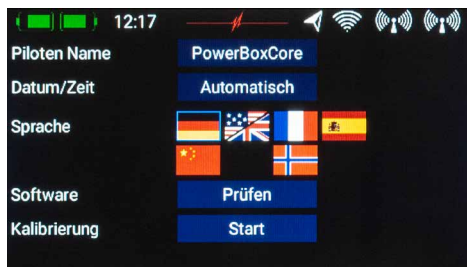 12:17
Piloten Name PowerBoxCore
Datum/Zeit Automatisch
Sprache
Software Prüfen
Kalibrierung Start